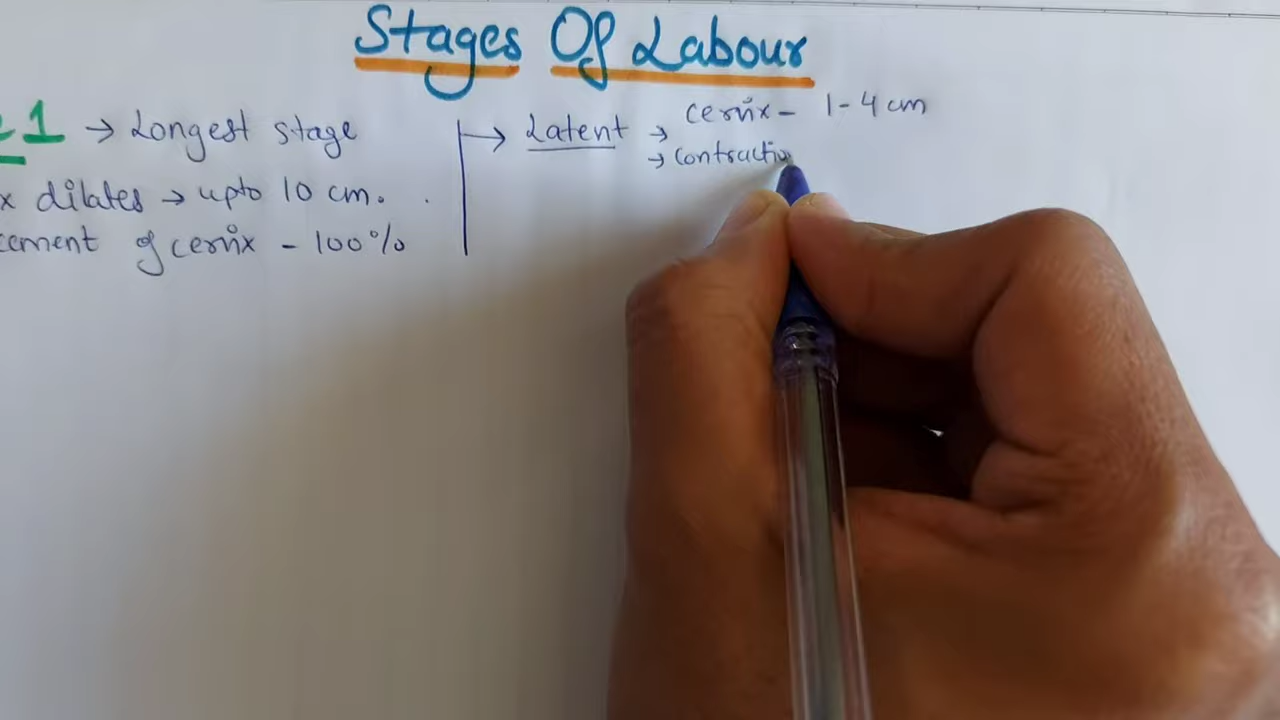 Stages Of Labour
1 → Longest stage
x dilates → upto 10 cm.
cement of cervix - 100%
→ Latent → cervix - 1-4 cm
→ contractio